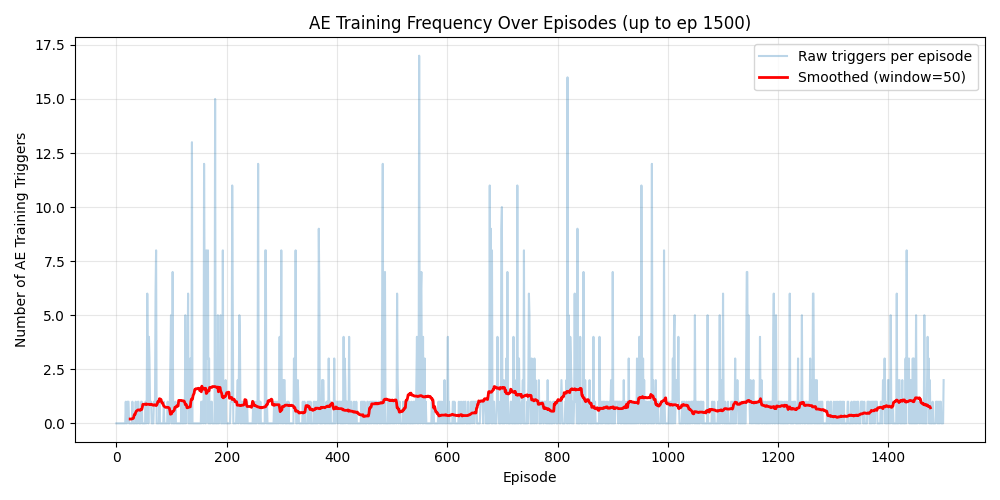 AE Training Frequency Over Episodes (up to ep 1500)
Raw triggers per episode
Smoothed (window=50)
Number of AE Training Triggers
17.5
15.0
12.5
10.0
7.5
5.0
2.5
0.0
0 200 400 600 800 1000 1200 1400
Episode